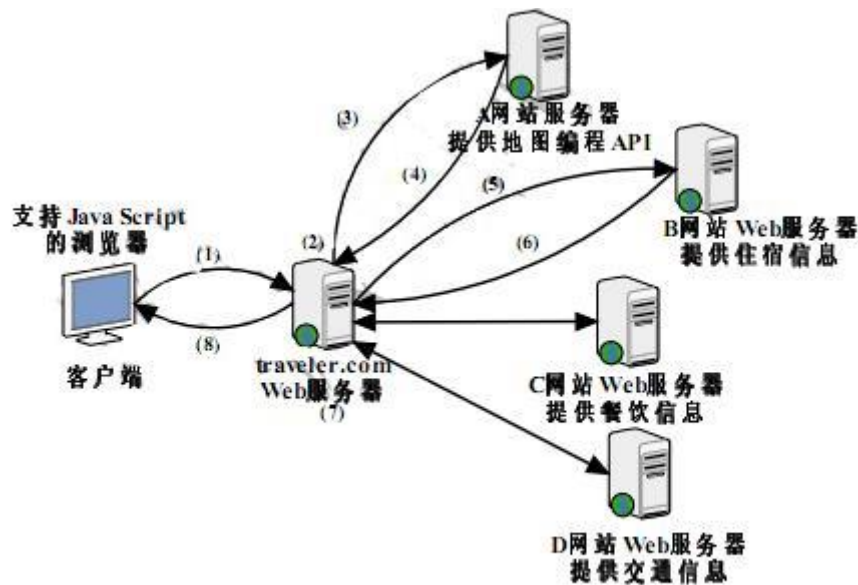 (3)
A网站服务器
提供地图编程 API
(4)
(5)
支持 Java Script
的浏览器
B网站 Web服务器
提供住宿信息
(1)
(2)
(6)
(8)
客户端
traveler.com
Web服务器
(7)
C网站 Web服务器
提供餐饮信息
D网站 Web服务器
提供交通信息